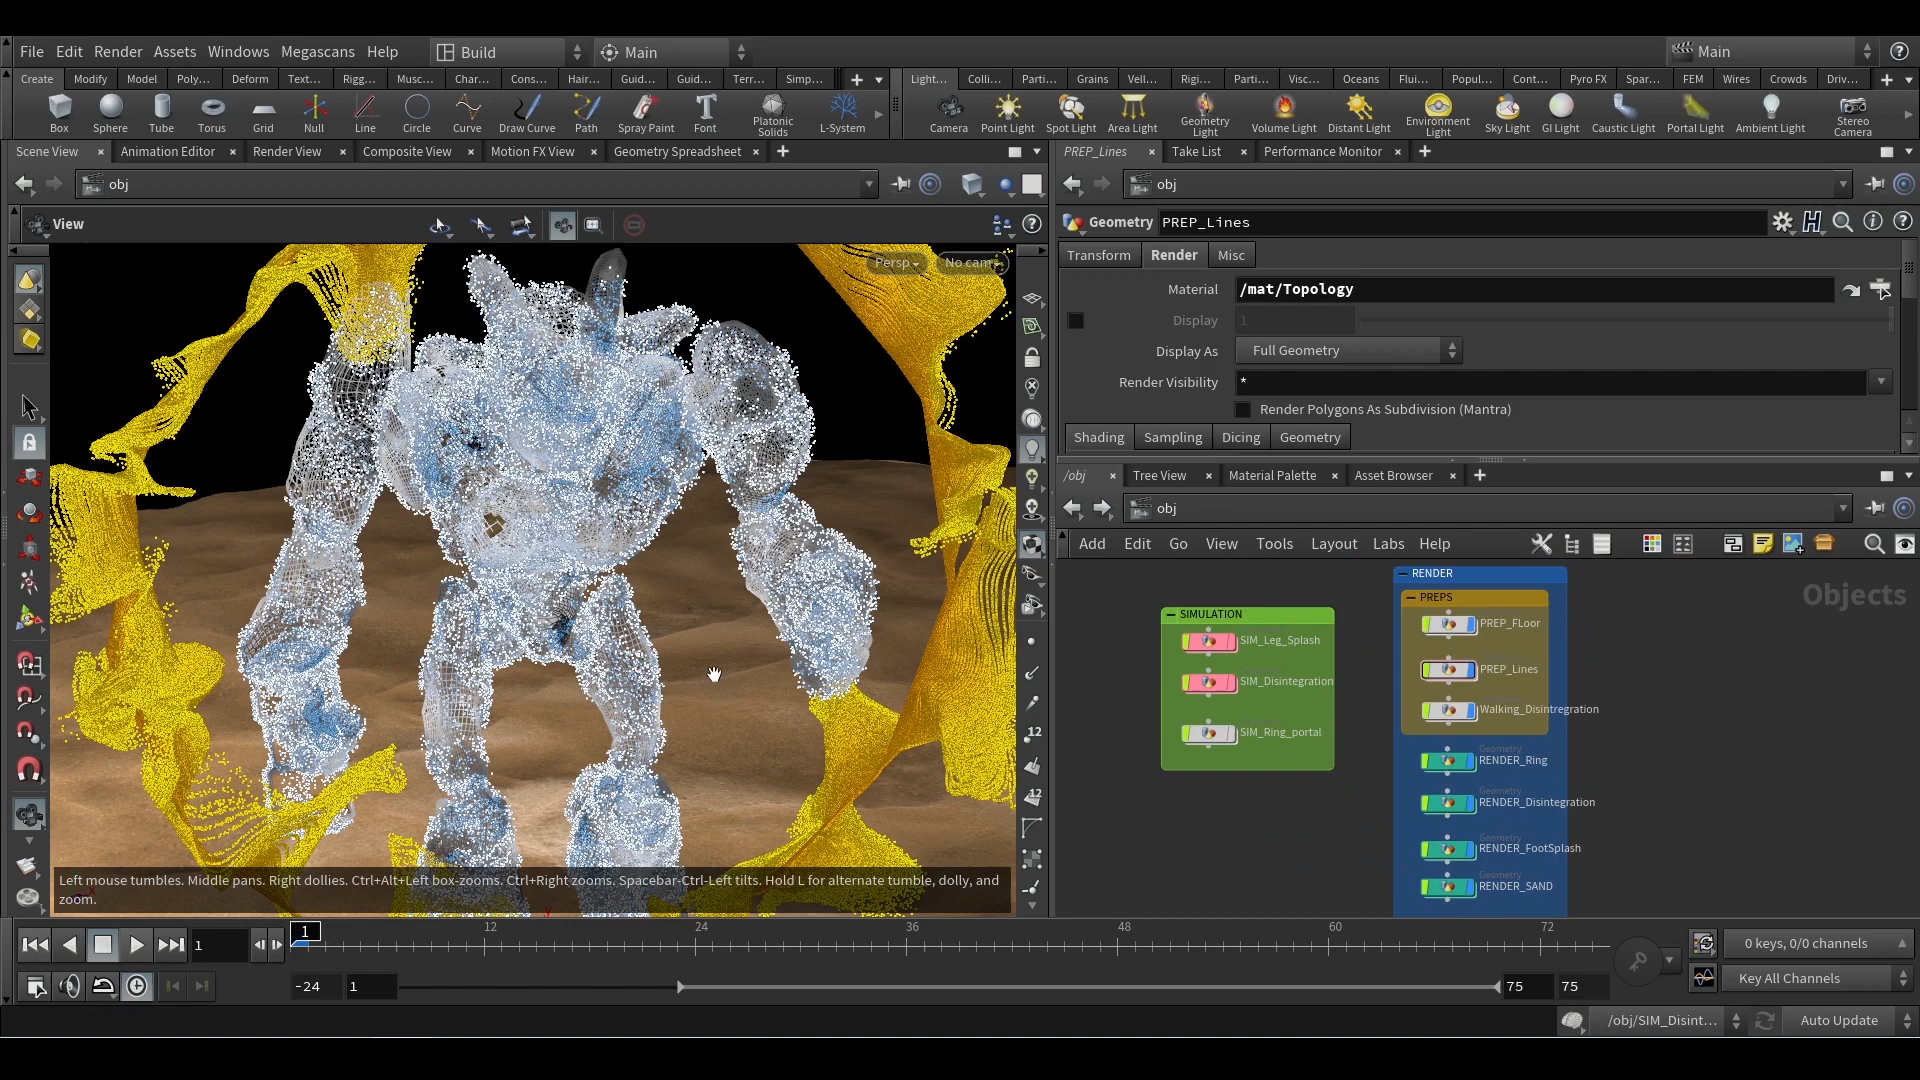 File Edit Render Assets Windows Megascans Help Build Main Main
Create Modify Model Poly... Deform Text... Rigg... Musc... Char... Cons... Hair... Guid... Guid... Terr... Simp... Light... Colli... Parti... Grains Vell... Rigi... Parti... Visc... Oceans Flui... Popul... Cont... Pyro FX Spar... FEM Wires Crowds Driv...
Box Sphere Tube Torus Grid Null Line Circle Curve Draw Curve Path Spray Paint Font Platonic Solids L-System Camera Point Light Spot Light Area Light Geometry Light Volume Light Distant Light Environment Light Sky Light GI Light Caustic Light Portal Light Ambient Light Stereo Camera
Scene View Animation Editor Render View Composite View Motion FX View Geometry Spreadsheet PREP_Lines Take List Performance Monitor
obj obj
View
Geometry PREP_Lines
Transform Render Misc
Persp No cam
Material /mat/Topology
Display 1
Display As Full Geometry
Render Visibility *
Render Polygons As Subdivision (Mantra)
Shading Sampling Dicing Geometry
/obj Tree View Material Palette Asset Browser
obj
Add Edit Go View Tools Layout Labs Help
Objects
SIMULATION
SIM_Leg_Splash
SIM_Disintegration
SIM_Ring_portal
RENDER
PREPS
PREP_FLoor
PREP_Lines
Walking_Disintregration
Geometry
RENDER_Ring
Geometry
RENDER_Disintegration
Geometry
RENDER_FootSplash
Geometry
RENDER_SAND
12
12
Left mouse tumbles. Middle pans. Right dollies. Ctrl+Alt+Left box-zooms. Ctrl+Right zooms. Spacebar-Ctrl-Left tilts. Hold L for alternate tumble, dolly, and
zoom.
1 1 12 24 36 48 60 72
0 keys, 0/0 channels
-24 1 75 75
Key All Channels
/obj/SIM_Disint... Auto Update